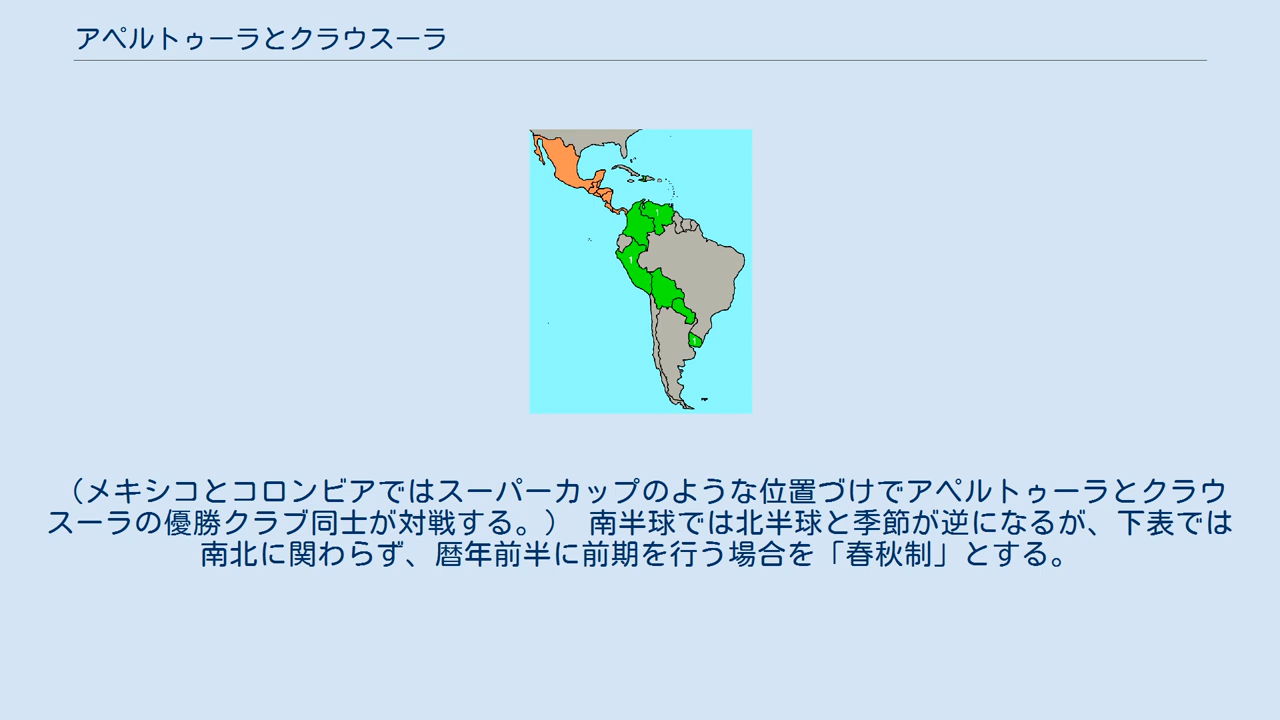 アペルトゥーラとクラウスーラ
1
1
1
（メキシコとコロンビアではスーパーカップのような位置づけでアペルトゥーラとクラウ
スーラの優勝クラブ同士が対戦する。） 南半球では北半球と季節が逆になるが、下表では
南北に関わらず、暦年前半に前期を行う場合を「春秋制」とする。